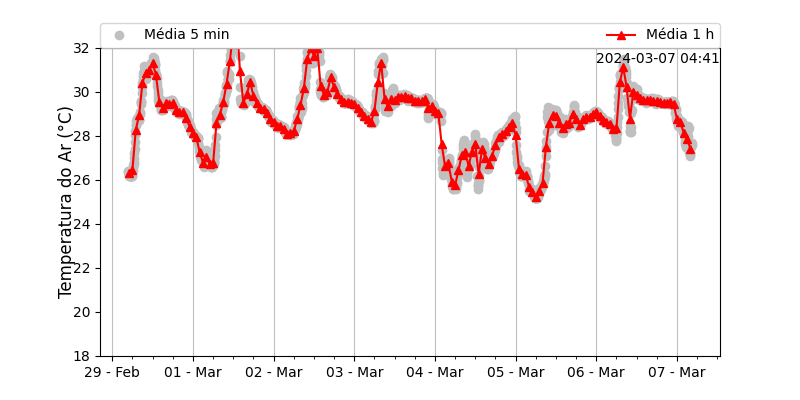 Média 5 min
Média 1 h
2024-03-07 04:41
Temperatura do Ar (°C)
32
30
28
26
24
22
20
18
29 - Feb
01 - Mar
02 - Mar
03 - Mar
04 - Mar
05 - Mar
06 - Mar
07 - Mar